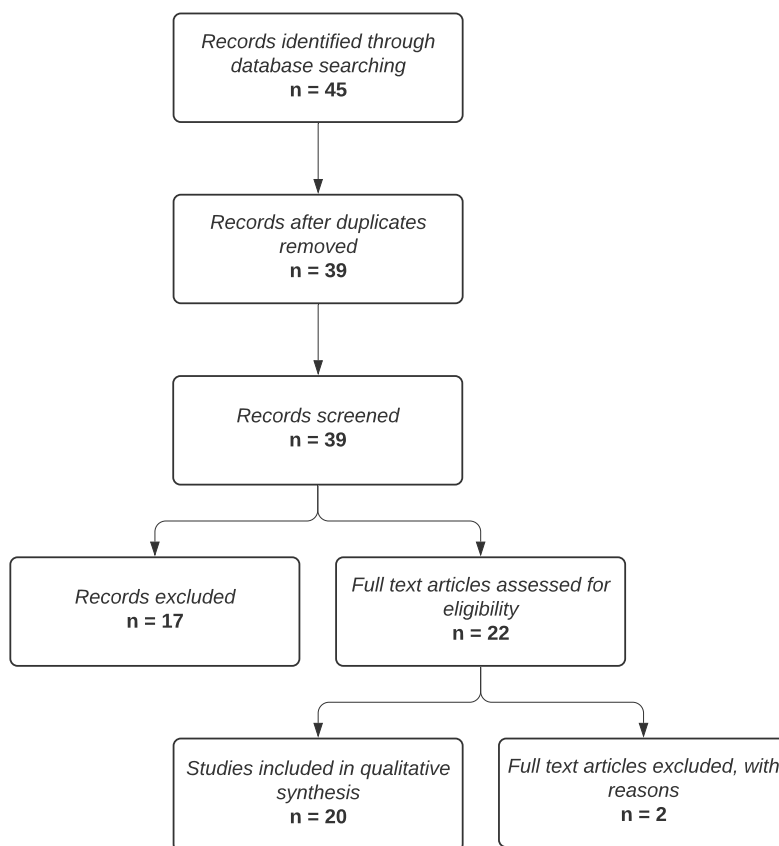 Records identified through
database searching
n = 45
Records after duplicates
removed
n = 39
Records screened
n = 39
Records excluded
n = 17
Full text articles assessed for
eligibility
n = 22
Studies included in qualitative
synthesis
n = 20
Full text articles excluded, with
reasons
n = 2